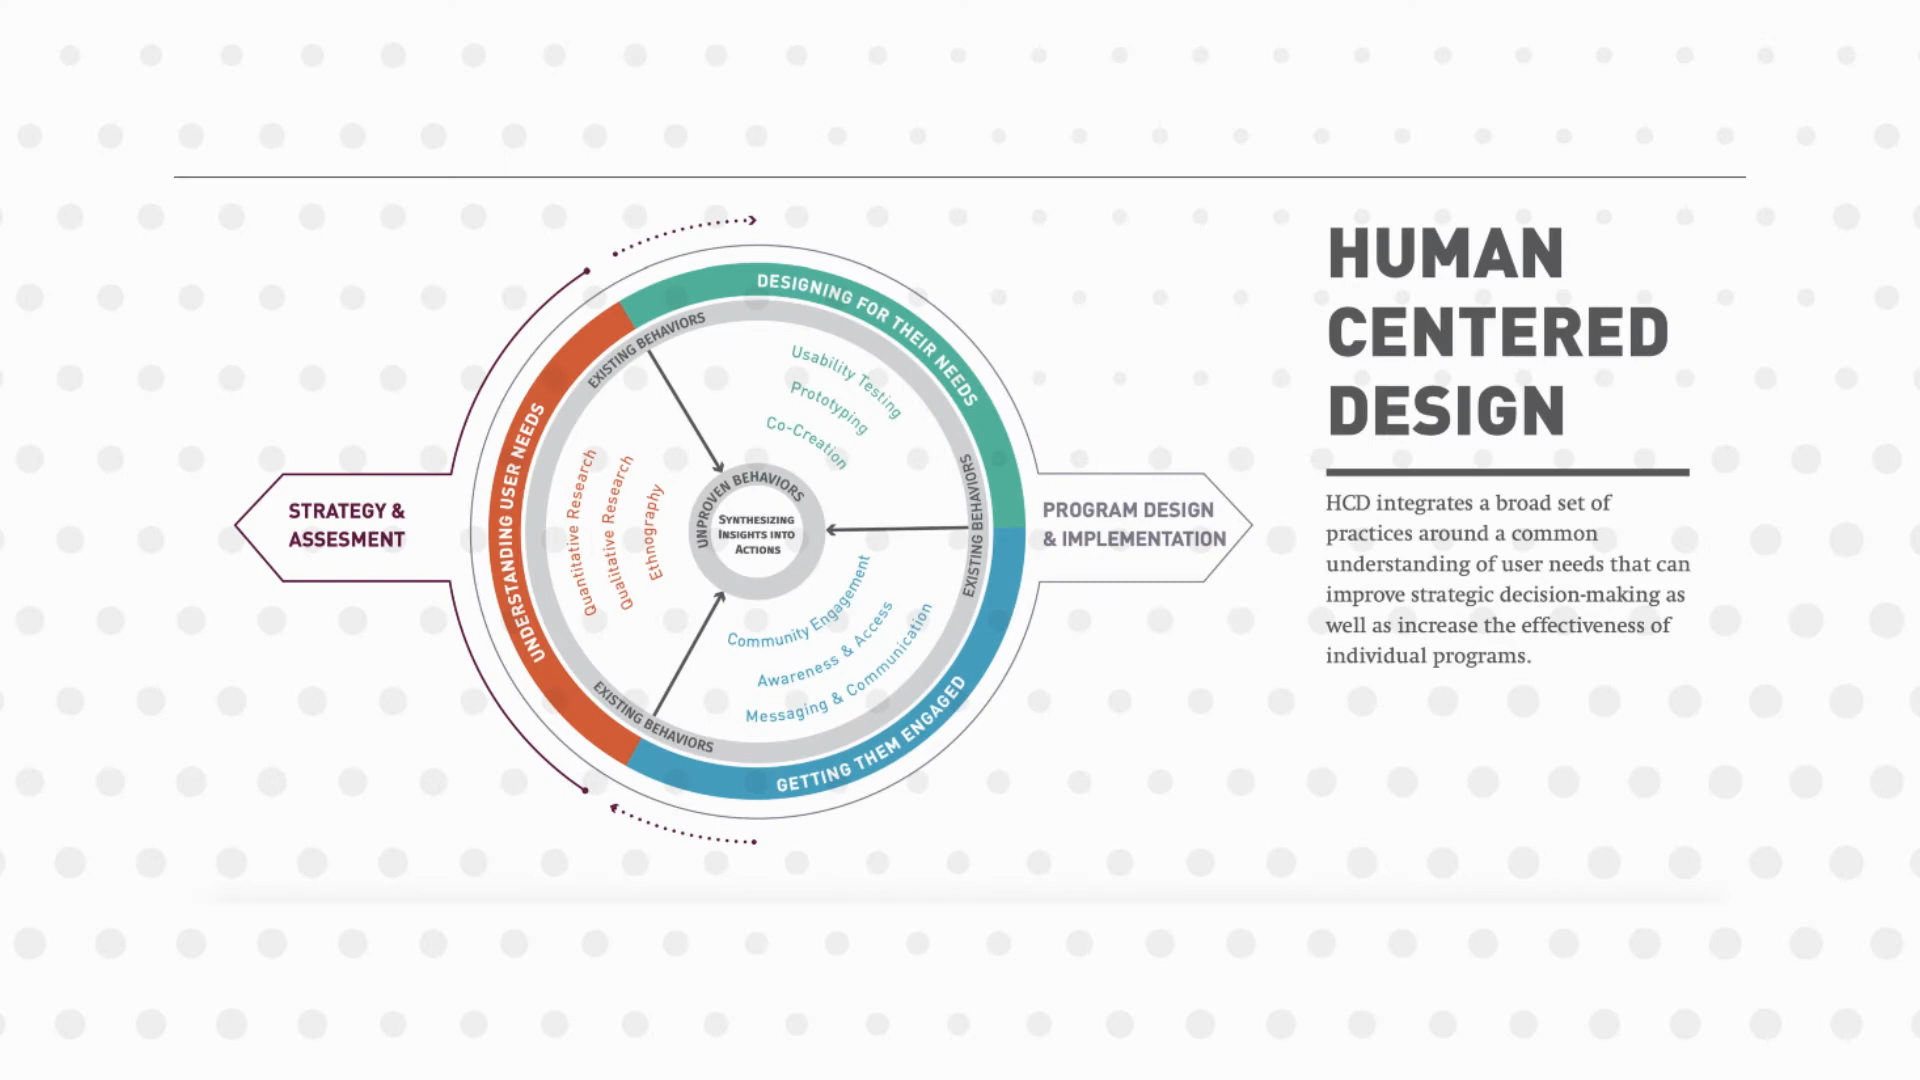 HUMAN
CENTERED
DESIGN
HCD integrates a broad set of
practices around a common
understanding of user needs that can
improve strategic decision-making as
well as increase the effectiveness of
individual programs.
STRATEGY &
ASSESMENT
PROGRAM DESIGN
& IMPLEMENTATION
UNDERSTANDING USER NEEDS
Quantitative Research
Qualitative Research
Ethnography
DESIGNING FOR THEIR NEEDS
Usability Testing
Prototyping
Co-Creation
GETTING THEM ENGAGED
Community Engagement
Awareness & Access
Messaging & Communication
EXISTING BEHAVIORS
EXISTING BEHAVIORS
EXISTING BEHAVIORS
UNPROVEN BEHAVIORS
SYNTHESIZING
INSIGHTS INTO
ACTIONS